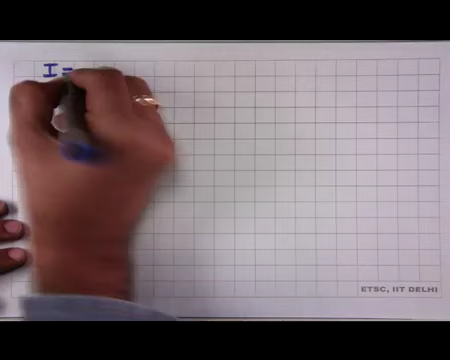 I =
ETSC, IIT DELHI